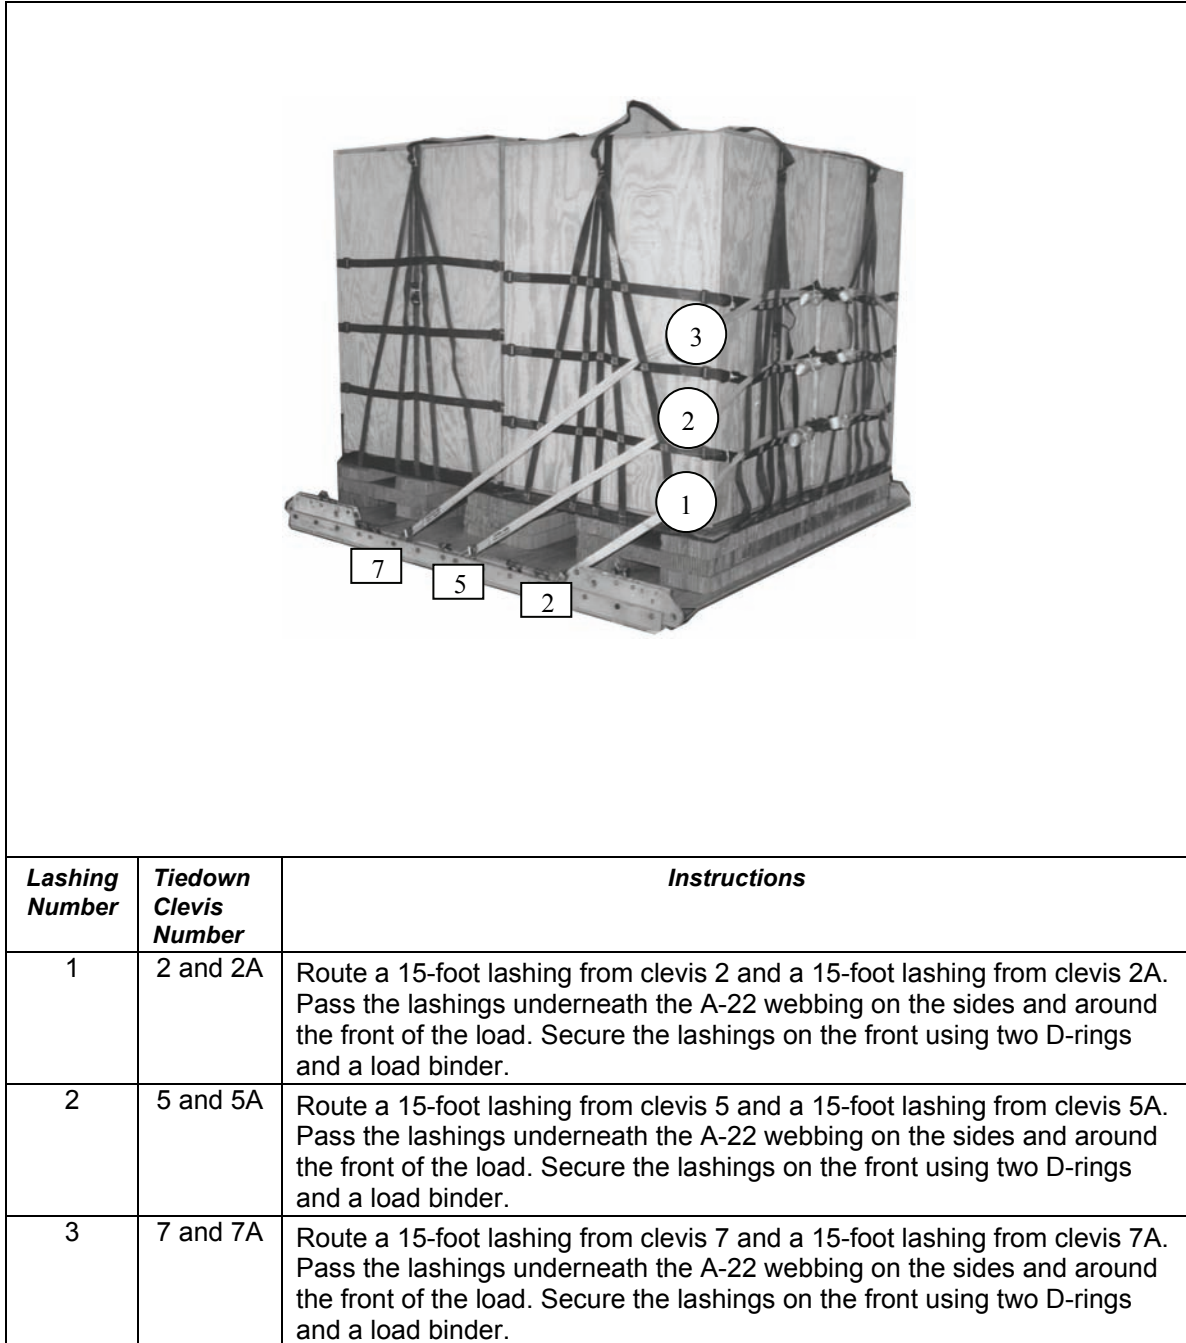 3
2
1
7
5
2
Lashing Number
Tiedown Clevis Number
Instructions
1
2 and 2A
Route a 15-foot lashing from clevis 2 and a 15-foot lashing from clevis 2A.
Pass the lashings underneath the A-22 webbing on the sides and around
the front of the load. Secure the lashings on the front using two D-rings
and a load binder.
2
5 and 5A
Route a 15-foot lashing from clevis 5 and a 15-foot lashing from clevis 5A.
Pass the lashings underneath the A-22 webbing on the sides and around
the front of the load. Secure the lashings on the front using two D-rings
and a load binder.
3
7 and 7A
Route a 15-foot lashing from clevis 7 and a 15-foot lashing from clevis 7A.
Pass the lashings underneath the A-22 webbing on the sides and around
the front of the load. Secure the lashings on the front using two D-rings
and a load binder.